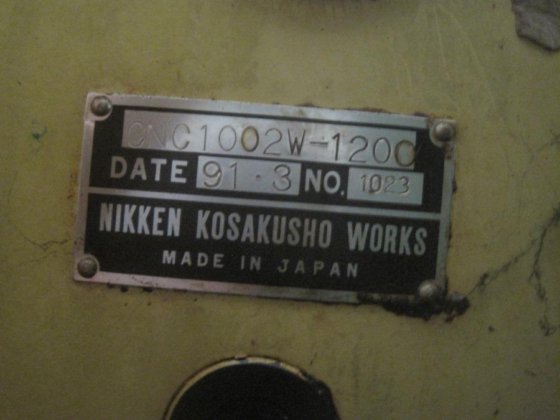 CNC1002W-1200
DATE 91.3 NO. 1023
NIKKEN KOSAKUSHO WORKS
MADE IN JAPAN